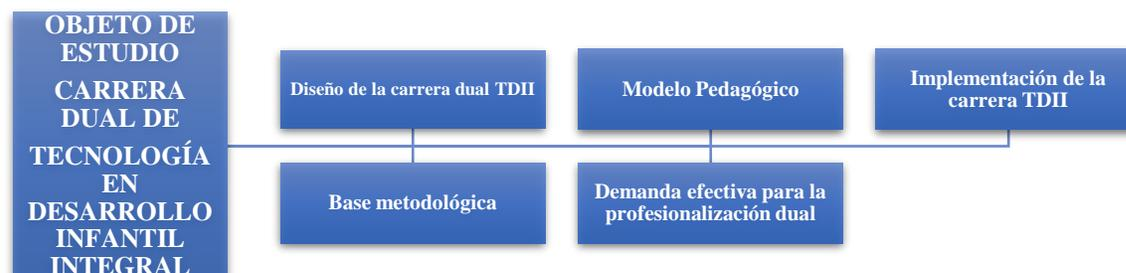 OBJETO DE
ESTUDIO
CARRERA
DUAL DE
TECNOLOGÍA
EN
DESARROLLO
INFANTIL
INTEGRAL
Diseño de la carrera dual TDII
Modelo Pedagógico
Implementación de la
carrera TDII
Base metodológica
Demanda efectiva para la
profesionalización dual